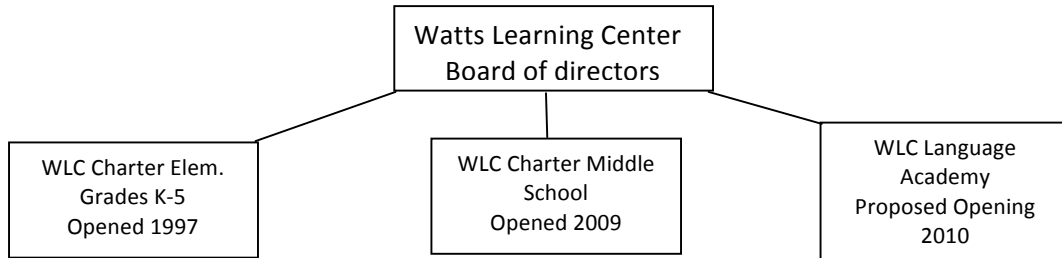 Watts Learning Center
Board of directors
WLC Charter Elem.
Grades K-5
Opened 1997
WLC Charter Middle
School
Opened 2009
WLC Language
Academy
Proposed Opening
2010